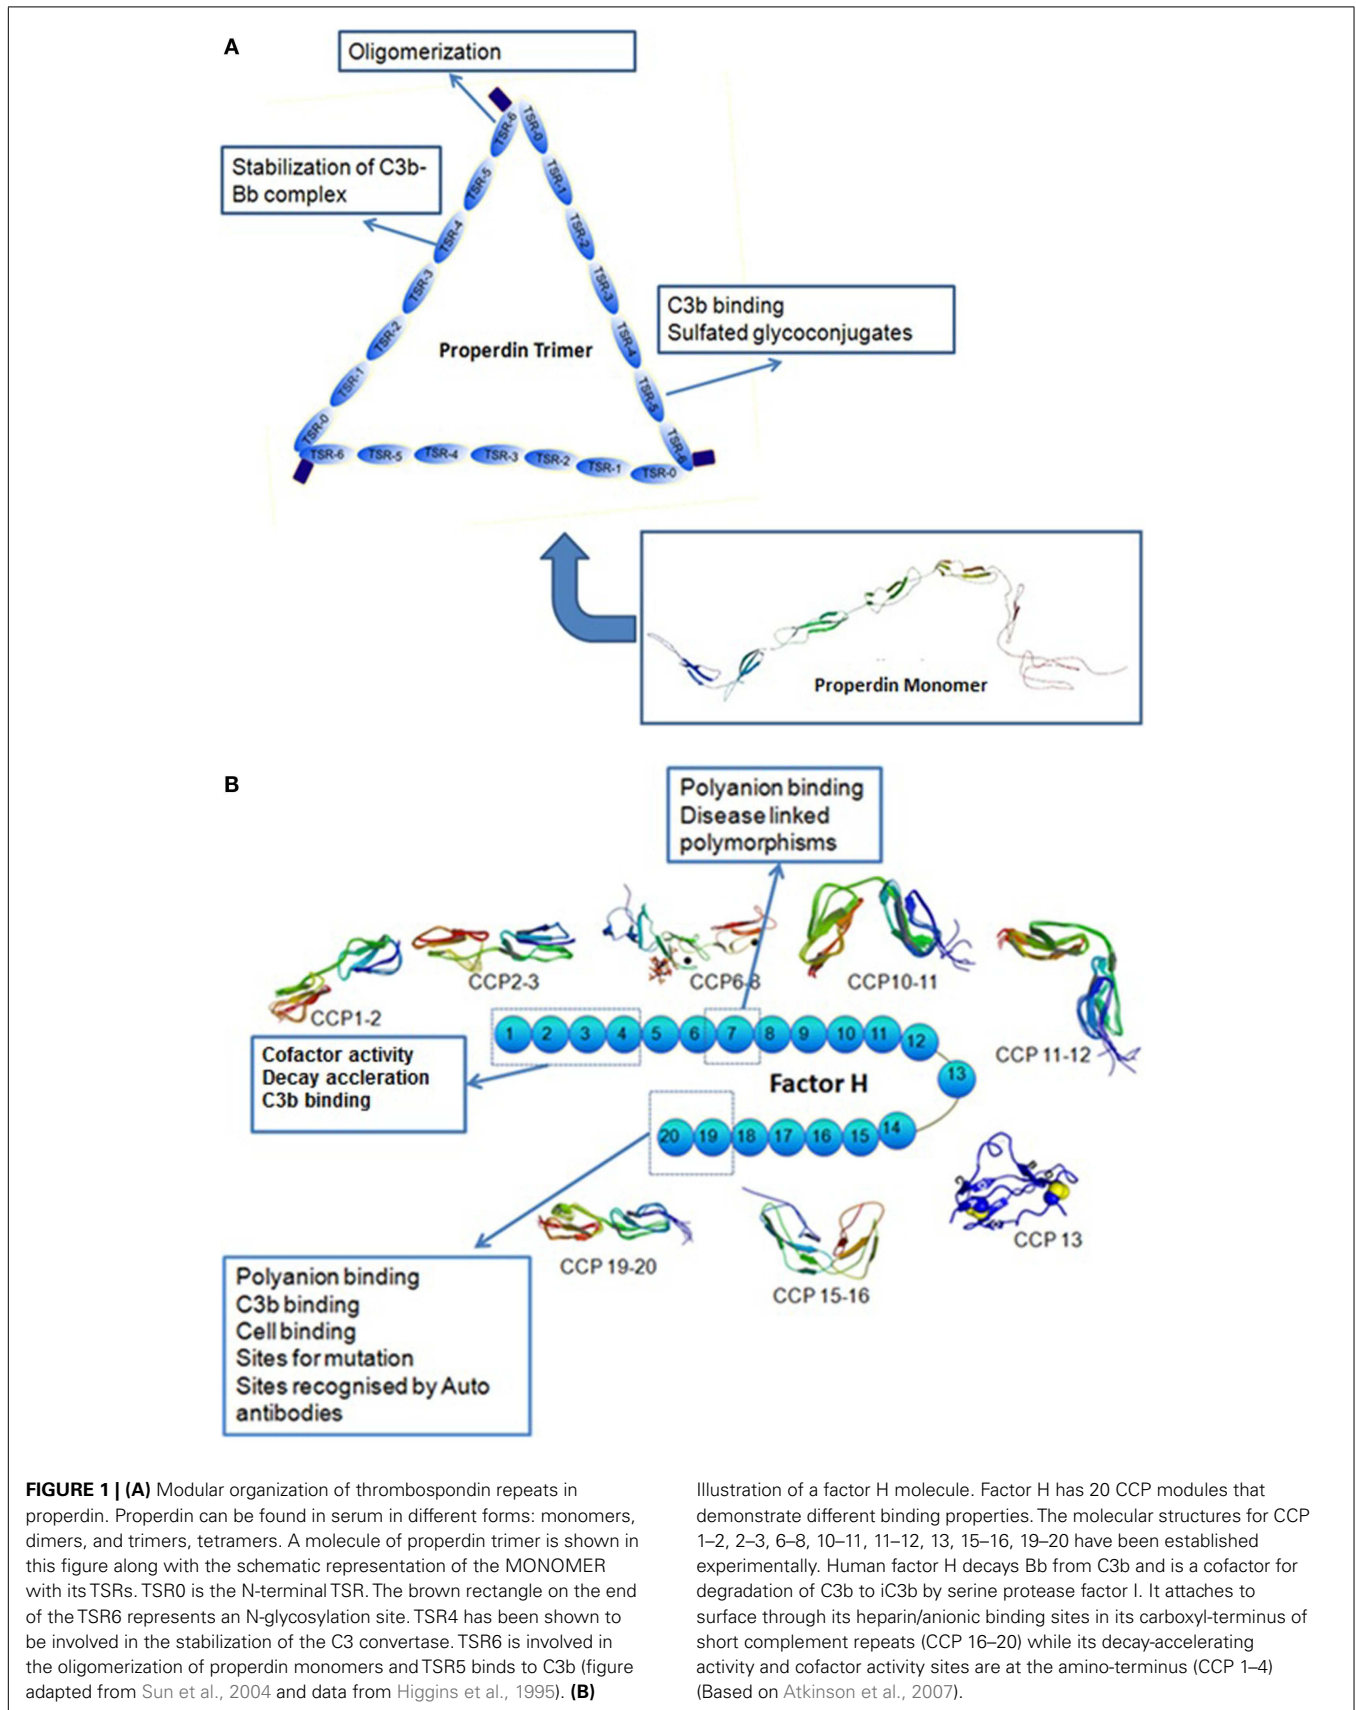 A
Oligomerization
Stabilization of C3b-
Bb complex
C3b binding
Sulfated glycoconjugates
TSR-6
TSR-5
TSR-4
TSR-3
TSR-2
TSR-1
TSR-0
TSR-0
TSR-1
TSR-2
TSR-3
TSR-4
TSR-5
TSR-6
TSR-6
TSR-5
TSR-4
TSR-3
TSR-2
TSR-1
TSR-0
Properdin Trimer
Properdin Monomer
B
Polyanion binding
Disease linked
polymorphisms
CCP1-2
CCP2-3
CCP6-8
CCP10-11
CCP 11-12
1 2 3 4 5 6 7 8 9 10 11 12
13
Cofactor activity
Decay accleration
C3b binding
Factor H
20 19 18 17 16 15 14
CCP 19-20
CCP 15-16
CCP 13
Polyanion binding
C3b binding
Cell binding
Sites for mutation
Sites recognised by Auto
antibodies
FIGURE 1 | (A) Modular organization of thrombospondin repeats in
properdin. Properdin can be found in serum in different forms: monomers,
dimers, and trimers, tetramers. A molecule of properdin trimer is shown in
this figure along with the schematic representation of the MONOMER
with its TSRs. TSR0 is the N-terminal TSR. The brown rectangle on the end
of the TSR6 represents an N-glycosylation site. TSR4 has been shown to
be involved in the stabilization of the C3 convertase. TSR6 is involved in
the oligomerization of properdin monomers and TSR5 binds to C3b (figure
adapted from Sun et al., 2004 and data from Higgins et al., 1995). (B)
Illustration of a factor H molecule. Factor H has 20 CCP modules that
demonstrate different binding properties. The molecular structures for CCP
1–2, 2–3, 6–8, 10–11, 11–12, 13, 15–16, 19–20 have been established
experimentally. Human factor H decays Bb from C3b and is a cofactor for
degradation of C3b to iC3b by serine protease factor I. It attaches to
surface through its heparin/anionic binding sites in its carboxyl-terminus of
short complement repeats (CCP 16–20) while its decay-accelerating
activity and cofactor activity sites are at the amino-terminus (CCP 1–4)
(Based on Atkinson et al., 2007).